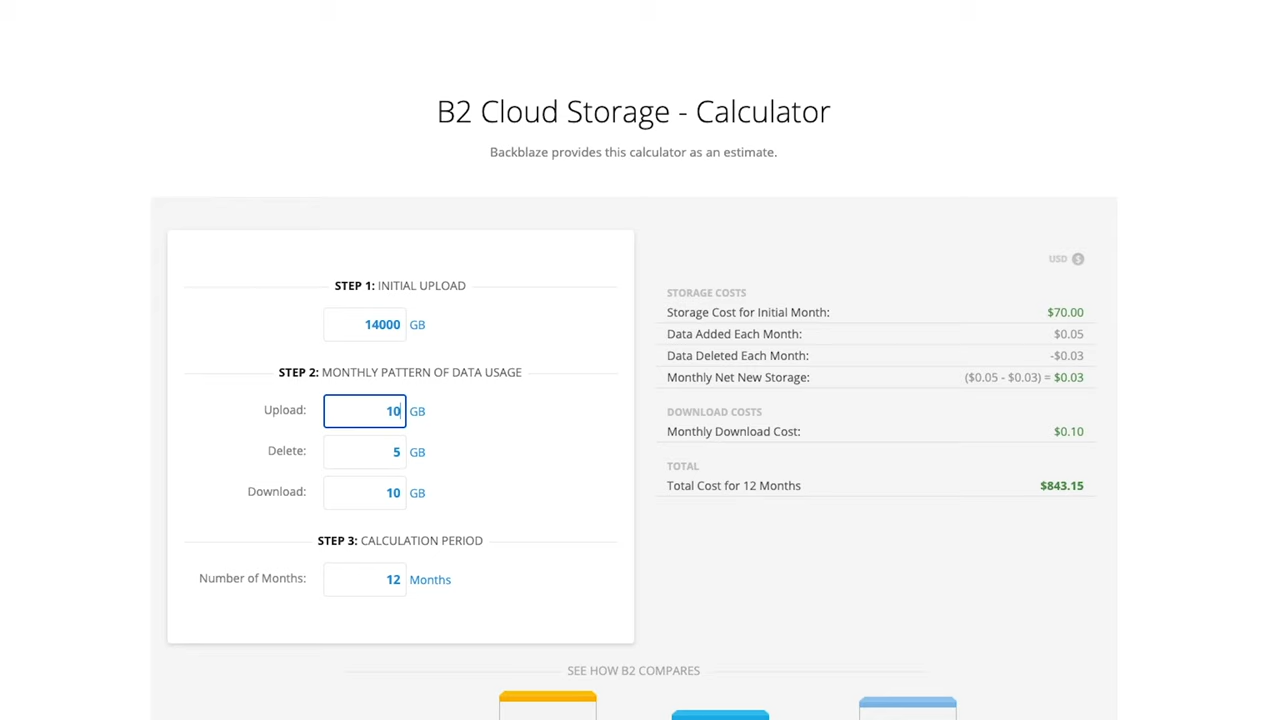 B2 Cloud Storage - Calculator
Backblaze provides this calculator as an estimate.
STEP 1: INITIAL UPLOAD
14000 GB
STEP 2: MONTHLY PATTERN OF DATA USAGE
Upload: 10 GB
Delete: 5 GB
Download: 10 GB
STEP 3: CALCULATION PERIOD
Number of Months: 12 Months
USD $
STORAGE COSTS
Storage Cost for Initial Month: $70.00
Data Added Each Month: $0.05
Data Deleted Each Month: -$0.03
Monthly Net New Storage: ($0.05 - $0.03) = $0.03
DOWNLOAD COSTS
Monthly Download Cost: $0.10
TOTAL
Total Cost for 12 Months $843.15
SEE HOW B2 COMPARES